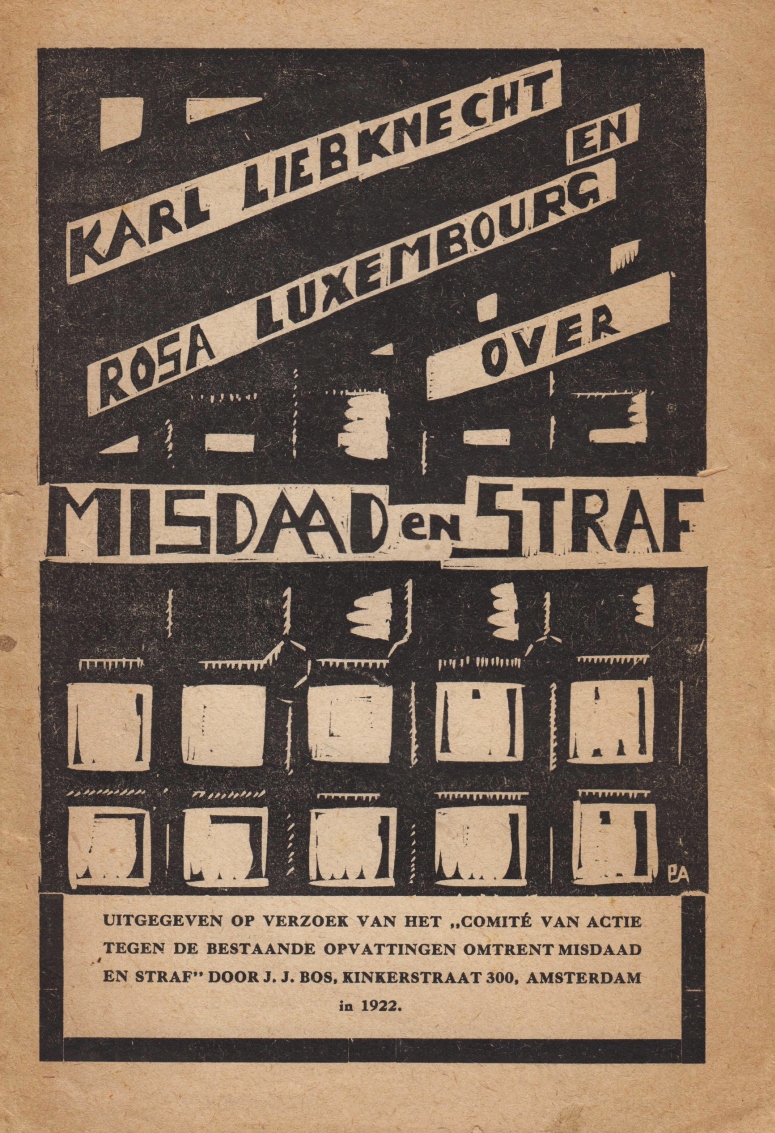 KARL LIEBKNECHT
EN
ROSA LUXEMBOURG
OVER
MISDAAD en STRAF
PA
UITGEGEVEN OP VERZOEK VAN HET „COMITÉ VAN ACTIE
TEGEN DE BESTAANDE OPVATTINGEN OMTRENT MISDAAD
EN STRAF” DOOR J. J. BOS, KINKERSTRAAT 300, AMSTERDAM
in 1922.